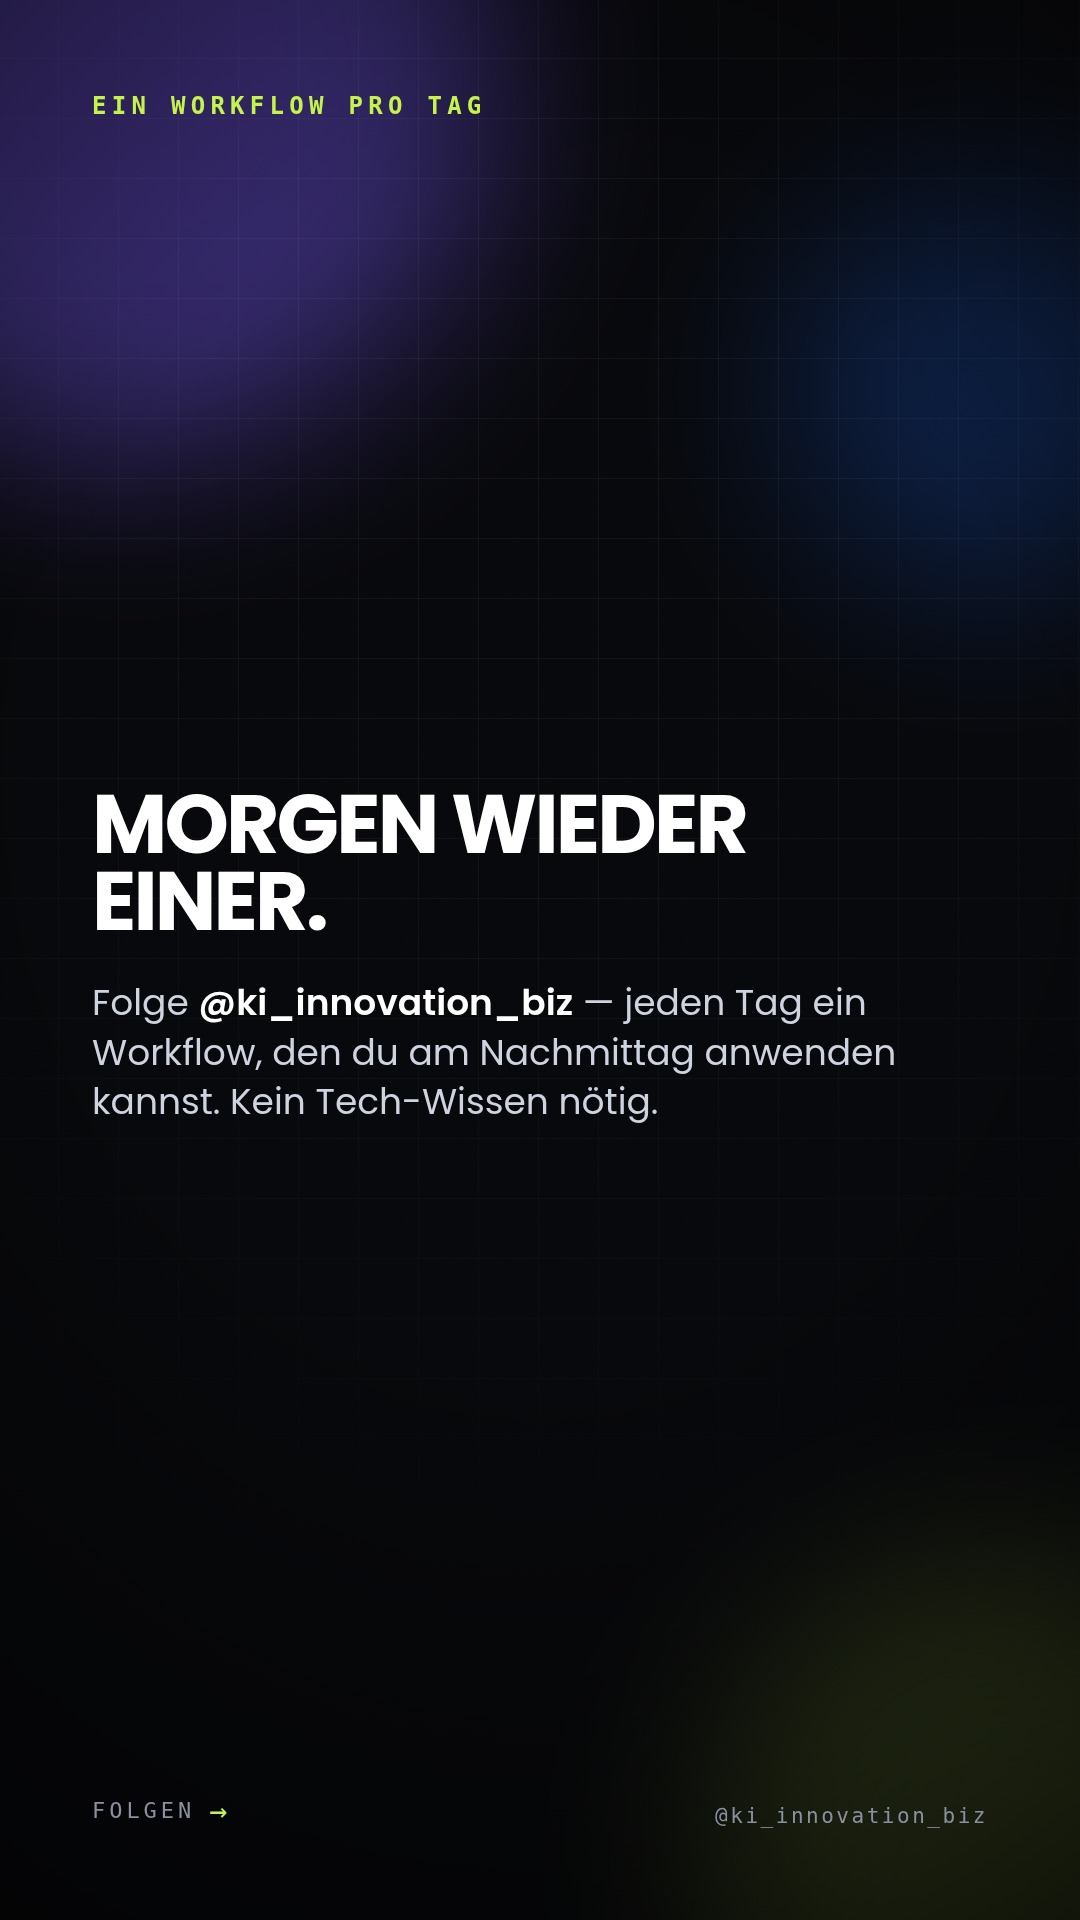 EIN WORKFLOW PRO TAG
MORGEN WIEDER
EINER.
Folge @ki_innovation_biz — jeden Tag ein
Workflow, den du am Nachmittag anwenden
kannst. Kein Tech-Wissen nötig.
FOLGEN →
@ki_innovation_biz